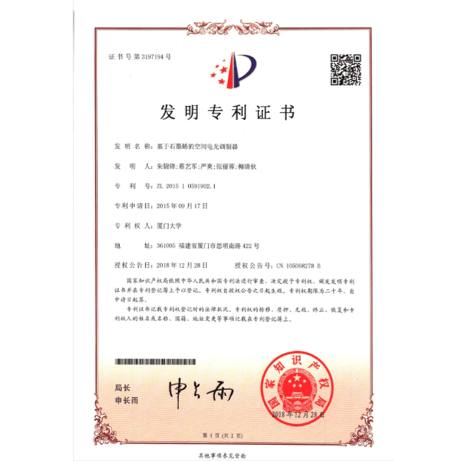 证书号第3197194号
发明专利证书
发 明 名 称：基于石墨烯的空间电光调制器
发 明 人：朱锦锋;蔡艺军;严爽;张丽蓉;柳清伙
专 利 号：ZL 2015 1 0591902.1
专利申请日：2015年09月17日
专 利 权 人：厦门大学
地 址：361005 福建省厦门市思明南路422号
授权公告日：2018年12月28日 授权公告号：CN 105068278 B
国家知识产权局依照中华人民共和国专利法进行审查，决定授予专利权，颁发发明专利
证书并在专利登记簿上予以登记。专利权自授权公告之日起生效。专利权期限为二十年，自
申请日起算。
专利证书记载专利权登记时的法律状况。专利权的转移、质押、无效、终止、恢复和专
利权人的姓名或名称、国籍、地址变更等事项记载在专利登记簿上。
局长
申长雨
申长雨
国家知识产权局
2018年12月28日
第 1 页 (共 2 页)
其他事项参见背面